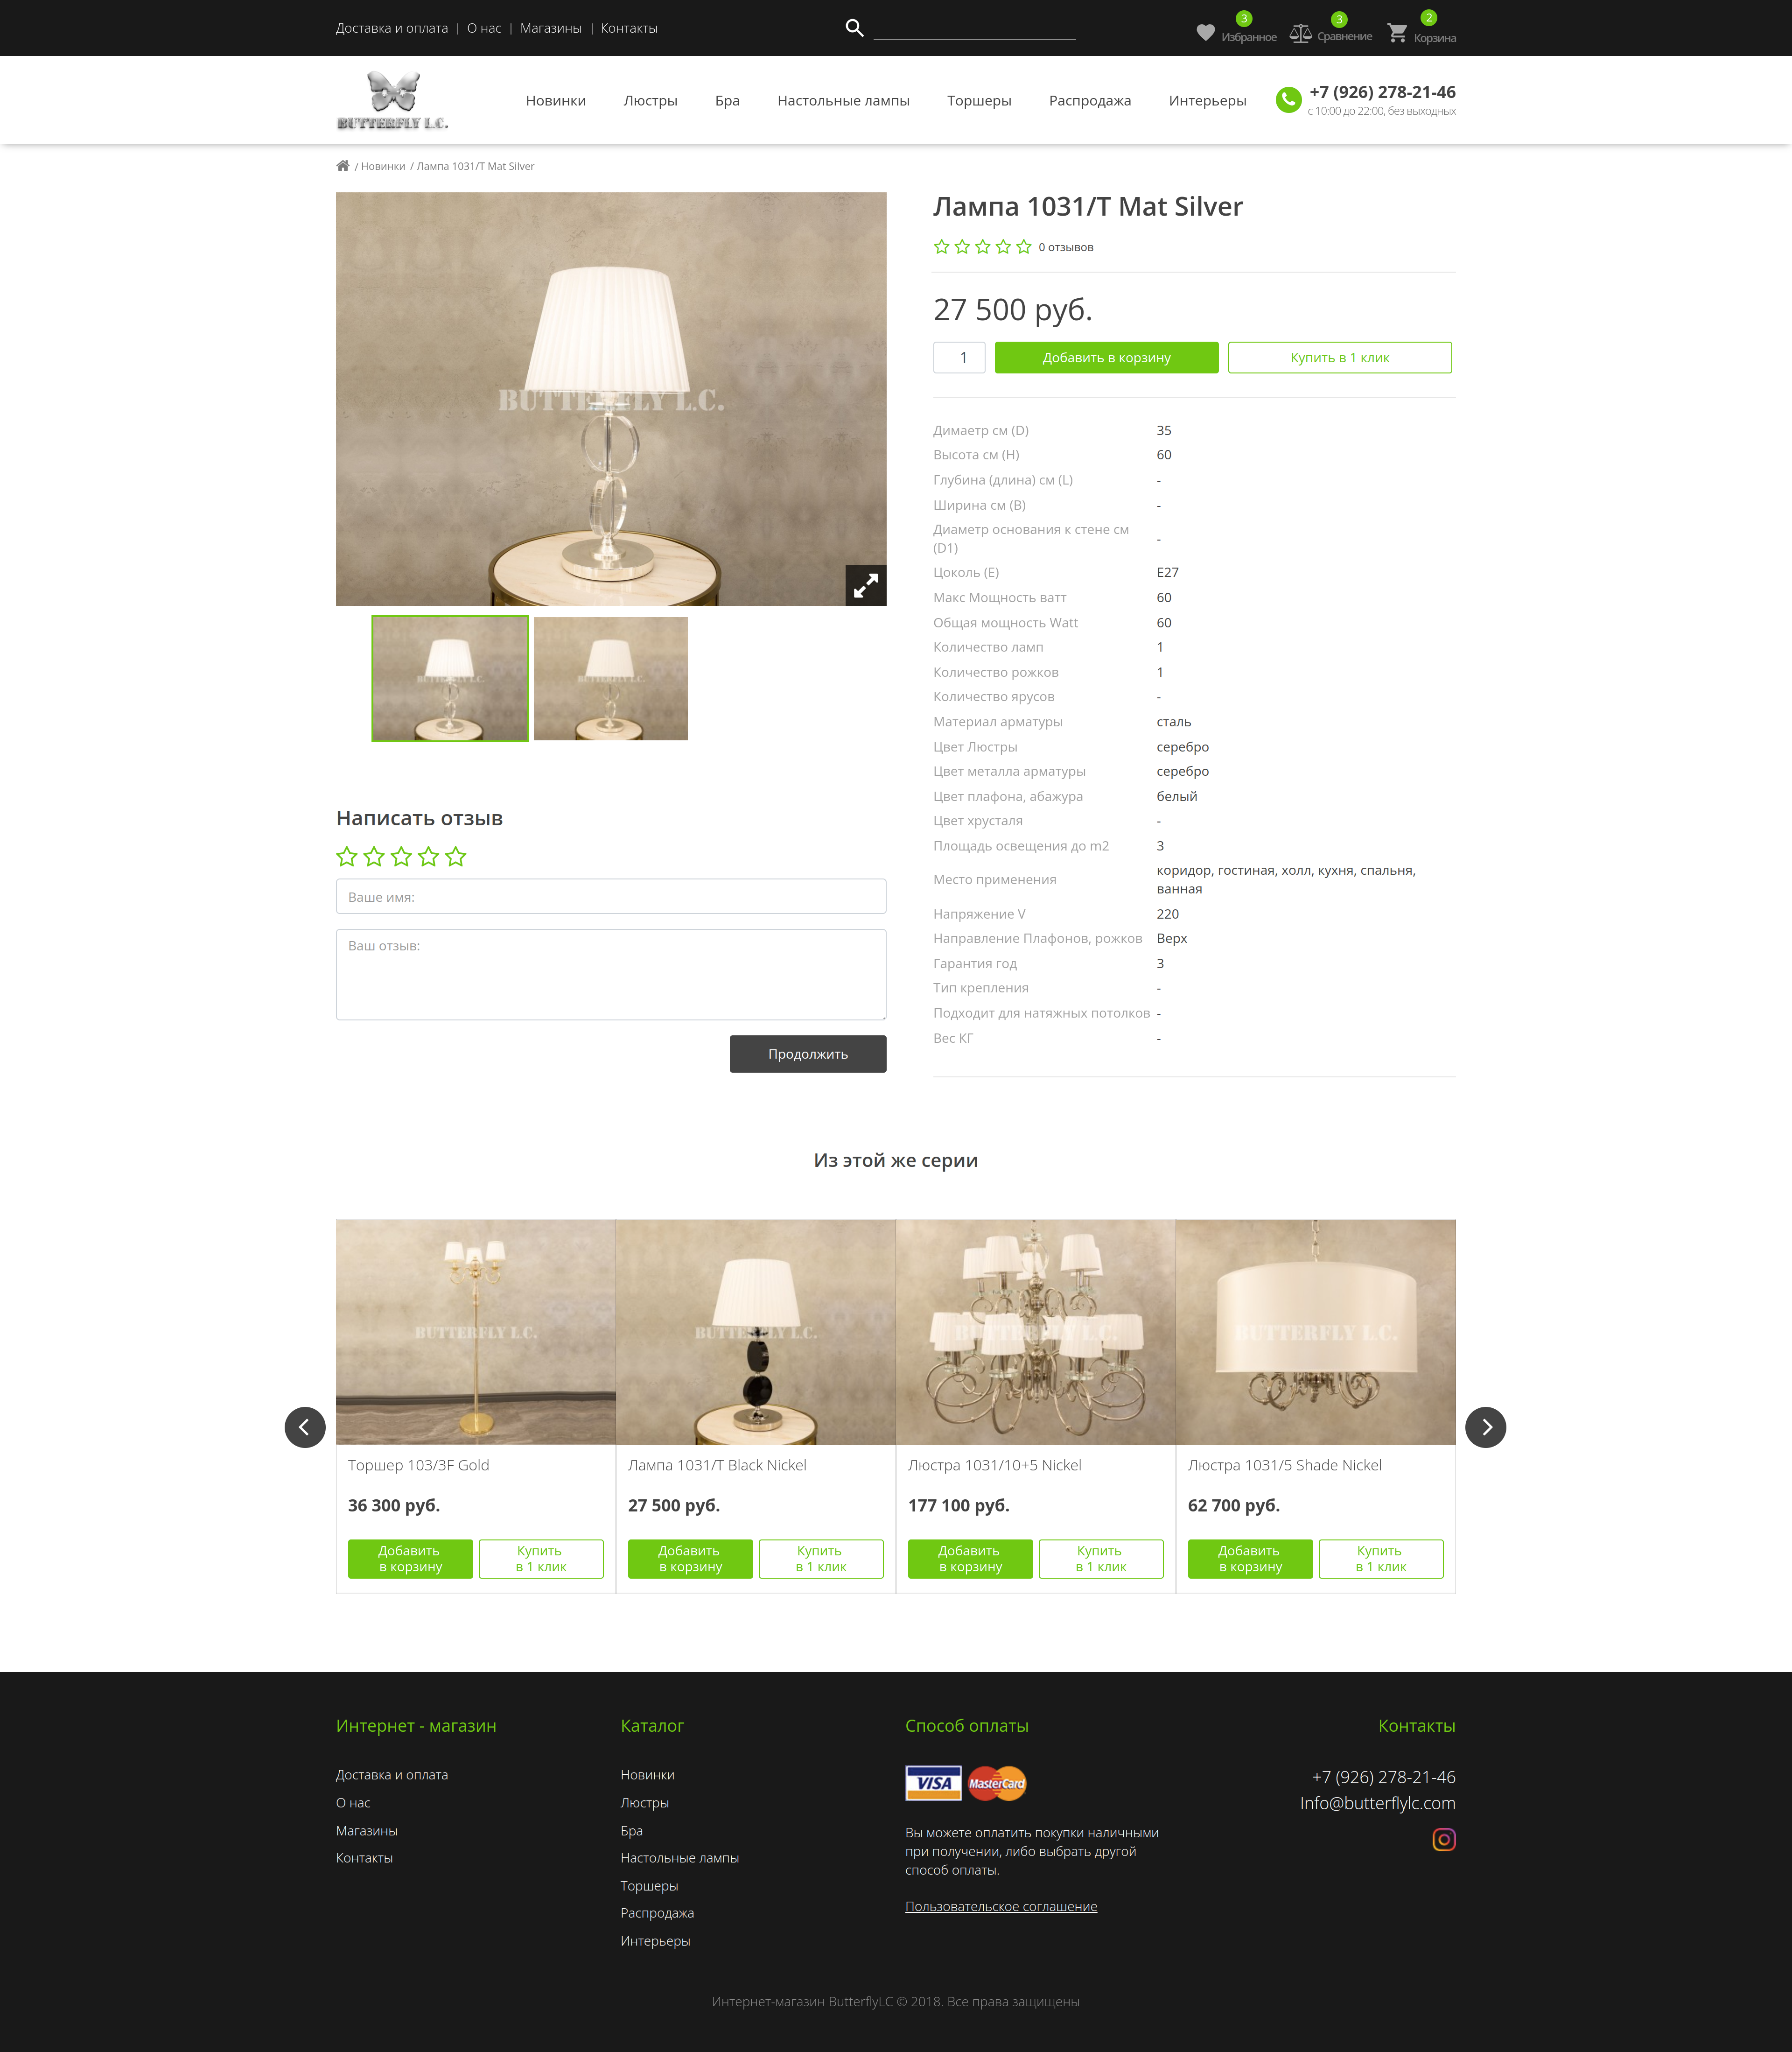 Доставка и оплата | О нас | Магазины | Контакты
3
Избранное
3
Сравнение
2
Корзина
BUTTERFLY L.C.
Новинки
Люстры
Бра
Настольные лампы
Торшеры
Распродажа
Интерьеры
+7 (926) 278-21-46
с 10:00 до 22:00, без выходных
/ Новинки / Лампа 1031/T Mat Silver
BUTTERFLY L.C.
BUTTERFLY L.C.
BUTTERFLY L.C.
Лампа 1031/T Mat Silver
0 отзывов
27 500 руб.
1
Добавить в корзину
Купить в 1 клик
Димаетр см (D) 35
Высота см (H) 60
Глубина (длина) см (L) -
Ширина см (B) -
Диаметр основания к стене см
(D1) -
Цоколь (E) E27
Макс Мощность ватт 60
Общая мощность Watt 60
Количество ламп 1
Количество рожков 1
Количество ярусов -
Материал арматуры сталь
Цвет Люстры серебро
Цвет металла арматуры серебро
Цвет плафона, абажура белый
Цвет хрусталя -
Площадь освещения до m2 3
Место применения коридор, гостиная, холл, кухня, спальня,
ванная
Напряжение V 220
Направление Плафонов, рожков Верх
Гарантия год 3
Тип крепления -
Подходит для натяжных потолков -
Вес КГ -
Написать отзыв
Ваше имя:
Ваш отзыв:
Продолжить
Из этой же серии
BUTTERFLY L.C.
Торшер 103/3F Gold
36 300 руб.
Добавить
в корзину
Купить
в 1 клик
BUTTERFLY L.C.
Лампа 1031/T Black Nickel
27 500 руб.
Добавить
в корзину
Купить
в 1 клик
BUTTERFLY L.C.
Люстра 1031/10+5 Nickel
177 100 руб.
Добавить
в корзину
Купить
в 1 клик
BUTTERFLY L.C.
Люстра 1031/5 Shade Nickel
62 700 руб.
Добавить
в корзину
Купить
в 1 клик
Интернет - магазин
Доставка и оплата
О нас
Магазины
Контакты
Каталог
Новинки
Люстры
Бра
Настольные лампы
Торшеры
Распродажа
Интерьеры
Способ оплаты
VISA
MasterCard
Вы можете оплатить покупки наличными
при получении, либо выбрать другой
способ оплаты.
Пользовательское соглашение
Контакты
+7 (926) 278-21-46
Info@butterflylc.com
Интернет-магазин ButterflyLC © 2018. Все права защищены